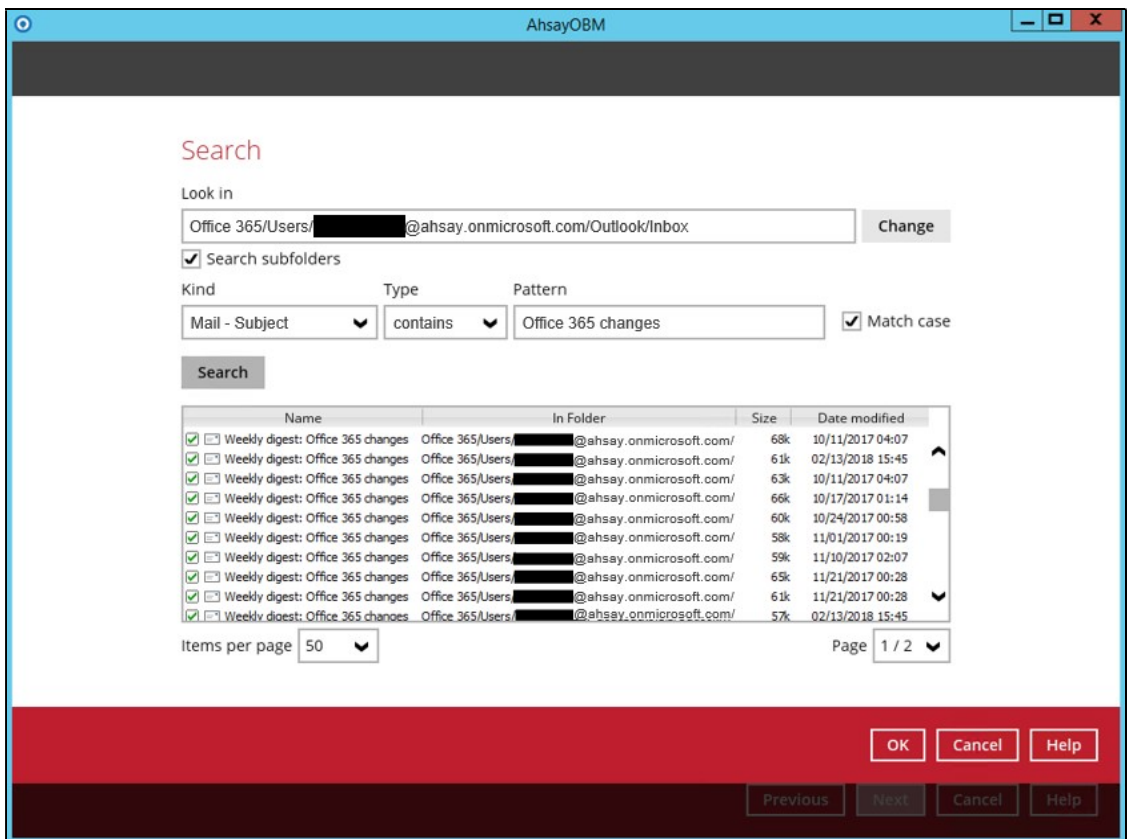 AhsayOBM
Search
Look in
Office 365/Users/ @ahsay.onmicrosoft.com/Outlook/Inbox Change
Search subfolders
Kind Type Pattern
Mail - Subject contains Office 365 changes Match case
Search
Name In Folder Size Date modified
Weekly digest: Office 365 changes Office 365/Users/ @ahsay.onmicrosoft.com/ 68k 10/11/2017 04:07
Weekly digest: Office 365 changes Office 365/Users/ @ahsay.onmicrosoft.com/ 61k 02/13/2018 15:45
Weekly digest: Office 365 changes Office 365/Users/ @ahsay.onmicrosoft.com/ 63k 10/11/2017 04:07
Weekly digest: Office 365 changes Office 365/Users/ @ahsay.onmicrosoft.com/ 66k 10/17/2017 01:14
Weekly digest: Office 365 changes Office 365/Users/ @ahsay.onmicrosoft.com/ 60k 10/24/2017 00:58
Weekly digest: Office 365 changes Office 365/Users/ @ahsay.onmicrosoft.com/ 58k 11/01/2017 00:19
Weekly digest: Office 365 changes Office 365/Users/ @ahsay.onmicrosoft.com/ 59k 11/10/2017 02:07
Weekly digest: Office 365 changes Office 365/Users/ @ahsay.onmicrosoft.com/ 65k 11/21/2017 00:28
Weekly digest: Office 365 changes Office 365/Users/ @ahsay.onmicrosoft.com/ 61k 11/21/2017 00:28
Weekly digest: Office 365 changes Office 365/Users/ @ahsay.onmicrosoft.com/ 57k 02/13/2018 15:45
Items per page 50 Page 1 / 2
OK Cancel Help
Previous Next Cancel Help